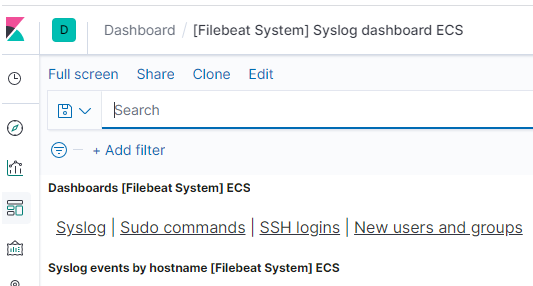 D Dashboard / [Filebeat System] Syslog dashboard ECS
Full screen Share Clone Edit
Search
+ Add filter
Dashboards [Filebeat System] ECS
Syslog | Sudo commands | SSH logins | New users and groups
Syslog events by hostname [Filebeat System] ECS